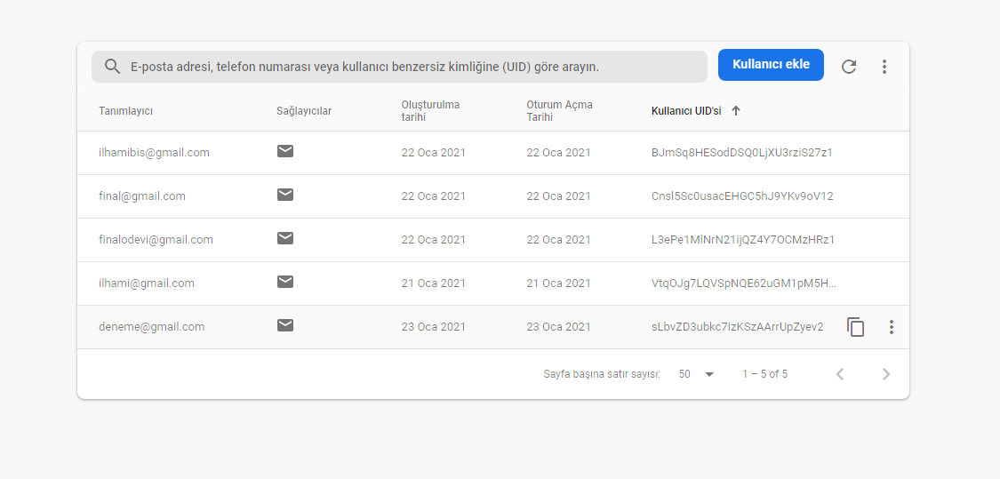 E-posta adresi, telefon numarası veya kullanıcı benzersiz kimliğine (UID) göre arayın.
Kullanıcı ekle
Tanımlayıcı
Sağlayıcılar
Oluşturulma
tarihi
Oturum Açma
Tarihi
Kullanıcı UID'si
ilhamibis@gmail.com 22 Oca 2021 22 Oca 2021 BJmSq8HESodDSQ0LjXU3rziS27z1
final@gmail.com 22 Oca 2021 22 Oca 2021 Cnsl5Sc0usacEHGC5hJ9YKv9oV12
finalodevi@gmail.com 22 Oca 2021 22 Oca 2021 L3ePe1MlNrN21ijQZ4Y7OCMzHRz1
ilhami@gmail.com 21 Oca 2021 21 Oca 2021 VtqOJg7LQVSpNQE62uGM1pM5H...
deneme@gmail.com 23 Oca 2021 23 Oca 2021 sLbvZD3ubkc7IzKSzAArrUpZyev2
Sayfa başına satır sayısı: 50 1 – 5 of 5